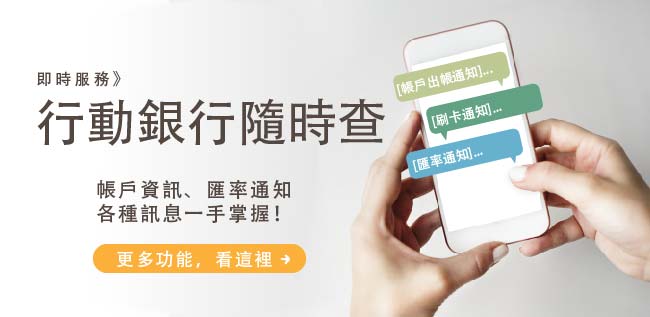 即時服務》
行動銀行隨時查
帳戶資訊、匯率通知
各種訊息一手掌握！
更多功能，看這裡 →
[帳戶出帳通知]...
[刷卡通知]...
[匯率通知]...